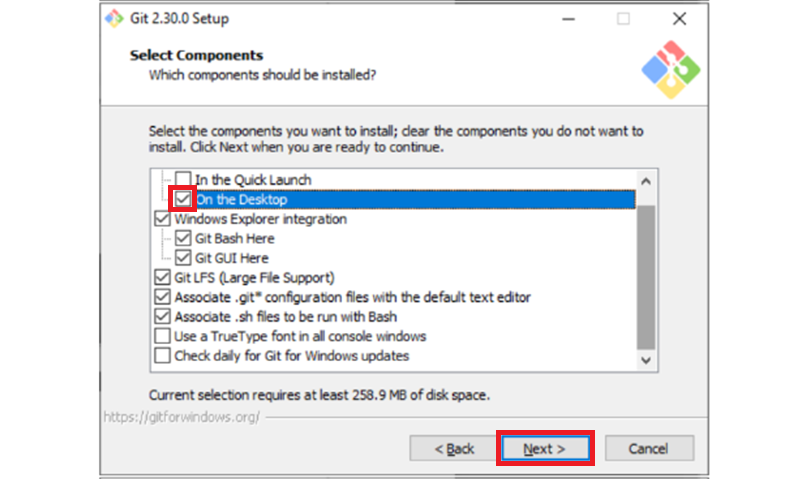 Git 2.30.0 Setup
Select Components
Which components should be installed?
Select the components you want to install; clear the components you do not want to
install. Click Next when you are ready to continue.
In the Quick Launch
On the Desktop
Windows Explorer integration
Git Bash Here
Git GUI Here
Git LFS (Large File Support)
Associate .git* configuration files with the default text editor
Associate .sh files to be run with Bash
Use a TrueType font in all console windows
Check daily for Git for Windows updates
Current selection requires at least 258.9 MB of disk space.
https://gitforwindows.org/
< Back
Next >
Cancel